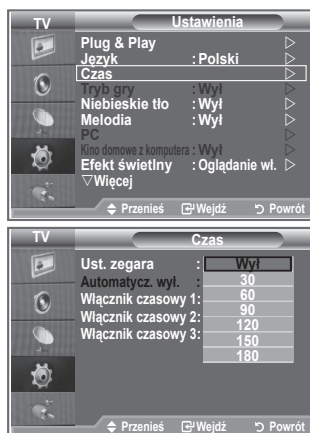 TV Ustawienia
Plug & Play
Język : Polski
Czas
Tryb gry : Wył
Niebieskie tło : Wył
Melodia : Wył
PC
Kino domowe z komputera : Wył
Efekt świetlny : Oglądanie wł.
▽Więcej
Przenieś Wejdź Powrót
TV Czas
Ust. zegara : Wył
Automatycz. wył. : 30
60
Włącznik czasowy 1:
90
Włącznik czasowy 2:
120
Włącznik czasowy 3:
150
180
Przenieś Wejdź Powrót